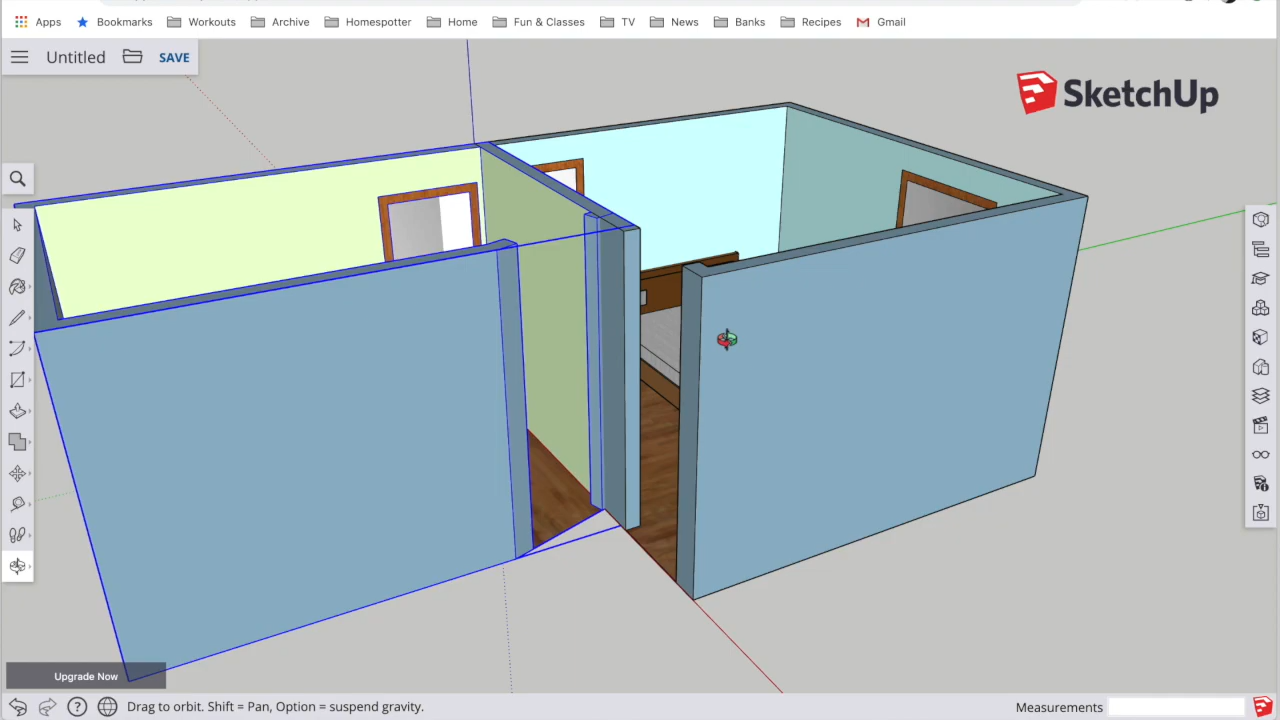 Apps Bookmarks Workouts Archive Homespotter Home Fun & Classes TV News Banks Recipes Gmail
Untitled SAVE
SketchUp
Upgrade Now
Drag to orbit. Shift = Pan, Option = suspend gravity. Measurements